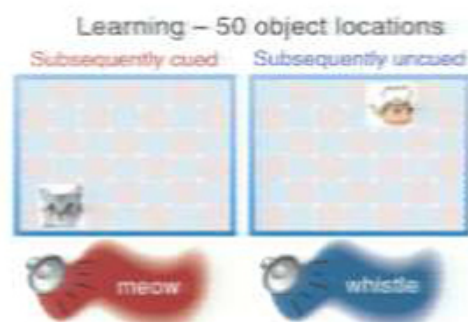 Learning – 50 object locations
Subsequently cued
Subsequently uncued
meow
whistle